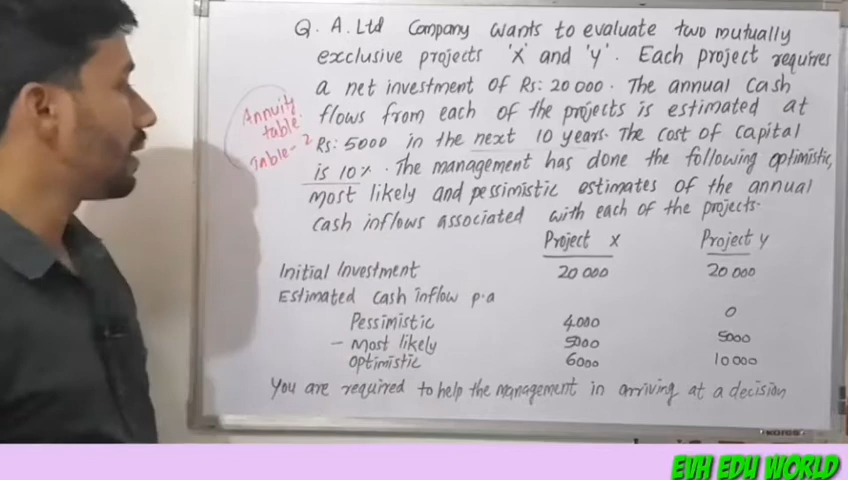 Q. A. Ltd Company wants to evaluate two mutually
exclusive projects 'x' and 'y'. Each project requires
a net investment of Rs: 20 000. The annual cash
flows from each of the projects is estimated at
Rs: 5000 in the next 10 years. The cost of capital
is 10%. The management has done the following optimistic,
most likely and pessimistic estimates of the annual
cash inflows associated with each of the projects.
Annuity
table.
Table-2
Project x Project y
Initial Investment 20 000 20 000
Estimated cash inflow p.a
Pessimistic 4000 0
- most likely 5000 5000
optimistic 6000 10 000
You are required to help the management in arriving at a decision
EVH EDU WORLD